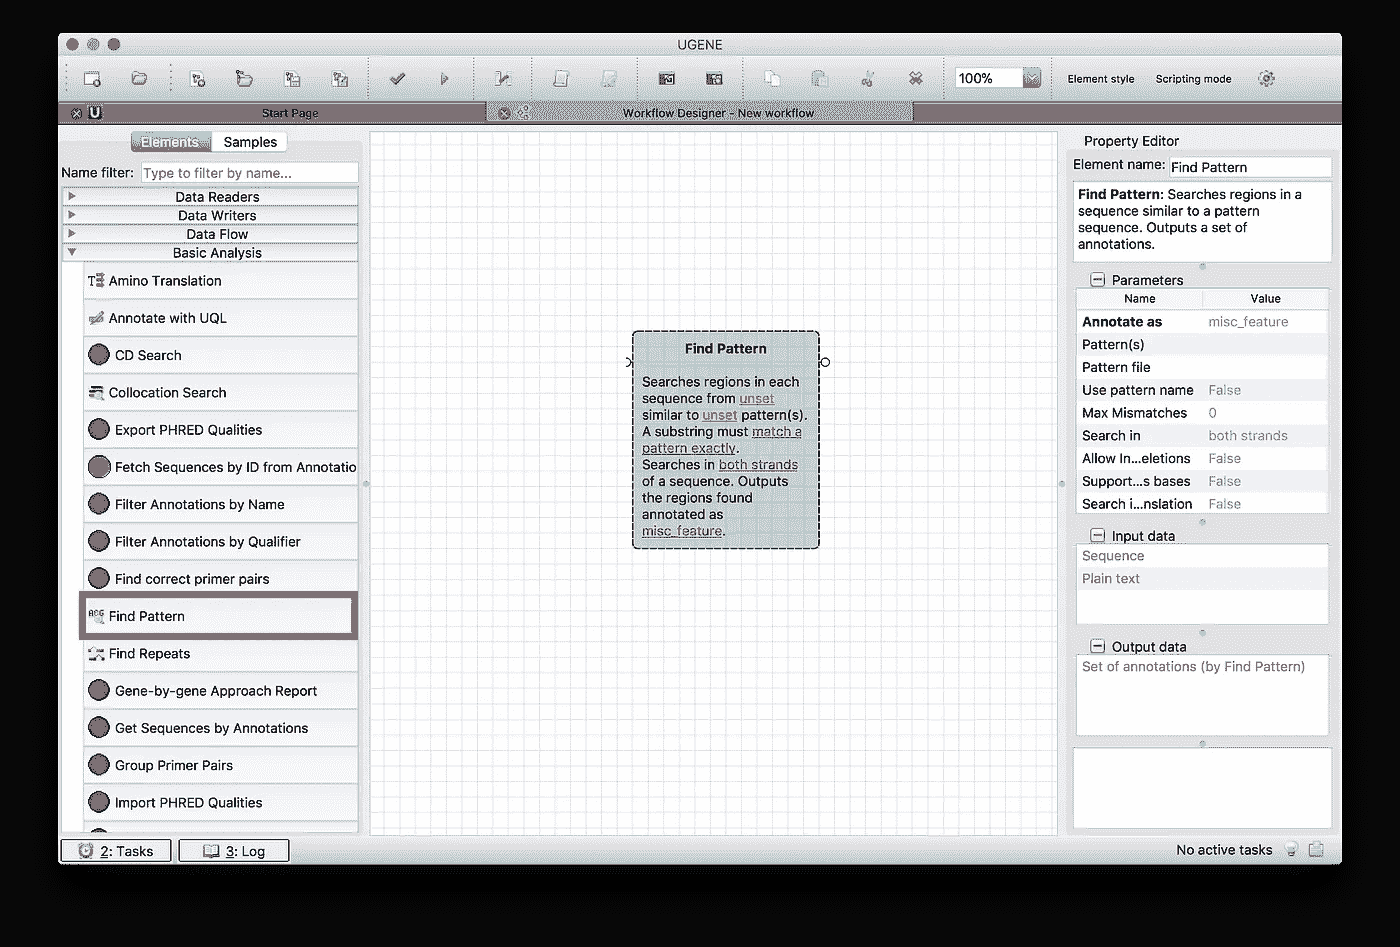 UGENE
100%
Element style
Scripting mode
U
Start Page
Workflow Designer - New workflow
Elements
Samples
Name filter:
Type to filter by name...
Data Readers
Data Writers
Data Flow
Basic Analysis
Amino Translation
Annotate with UQL
CD Search
Collocation Search
Export PHRED Qualities
Fetch Sequences by ID from Annotatio
Filter Annotations by Name
Filter Annotations by Qualifier
Find correct primer pairs
ACG
Find Pattern
Find Repeats
Gene-by-gene Approach Report
Get Sequences by Annotations
Group Primer Pairs
Import PHRED Qualities
Find Pattern
Searches regions in each
sequence from unset
similar to unset pattern(s).
A substring must match a
pattern exactly.
Searches in both strands
of a sequence. Outputs
the regions found
annotated as
misc_feature.
Property Editor
Element name: Find Pattern
Find Pattern: Searches regions in a
sequence similar to a pattern
sequence. Outputs a set of
annotations.
Parameters
Name Value
Annotate as misc_feature
Pattern(s)
Pattern file
Use pattern name False
Max Mismatches 0
Search in both strands
Allow In...eletions False
Support...s bases False
Search i...nslation False
Input data
Sequence
Plain text
Output data
Set of annotations (by Find Pattern)
2: Tasks
3: Log
No active tasks